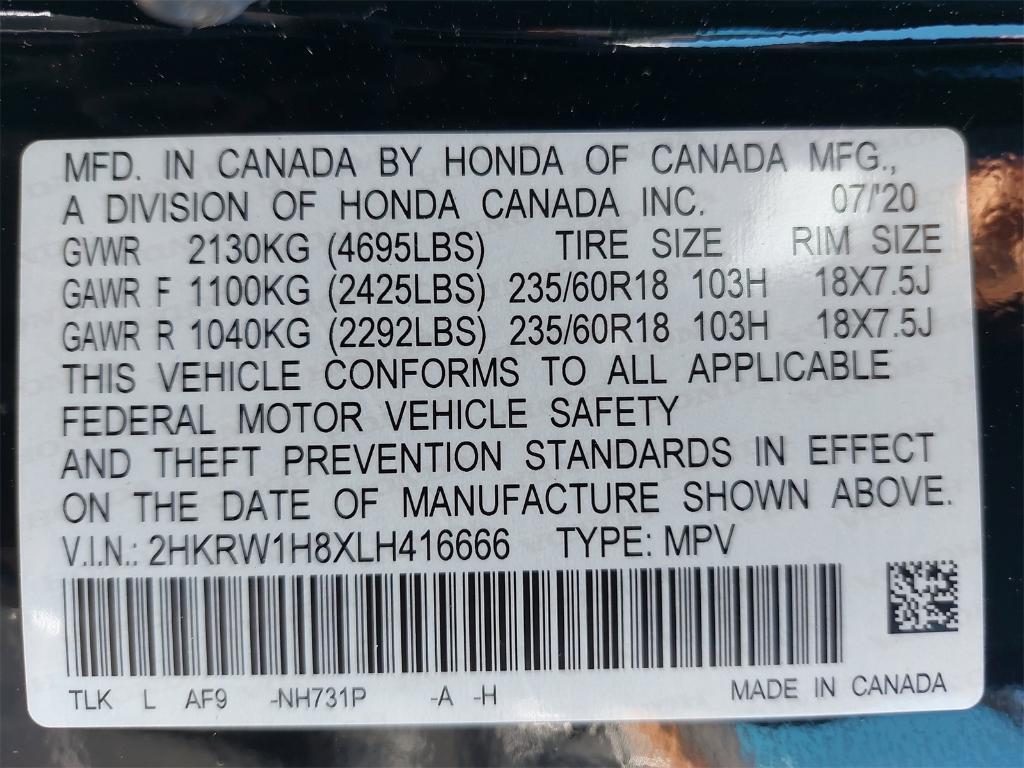 MFD. IN CANADA BY HONDA OF CANADA MFG.,
A DIVISION OF HONDA CANADA INC. 07/'20
GVWR 2130KG (4695LBS) TIRE SIZE RIM SIZE
GAWR F 1100KG (2425LBS) 235/60R18 103H 18X7.5J
GAWR R 1040KG (2292LBS) 235/60R18 103H 18X7.5J
THIS VEHICLE CONFORMS TO ALL APPLICABLE
FEDERAL MOTOR VEHICLE SAFETY
AND THEFT PREVENTION STANDARDS IN EFFECT
ON THE DATE OF MANUFACTURE SHOWN ABOVE.
V.I.N.: 2HKRW1H8XLH416666 TYPE: MPV
TLK L AF9 -NH731P -A -H MADE IN CANADA